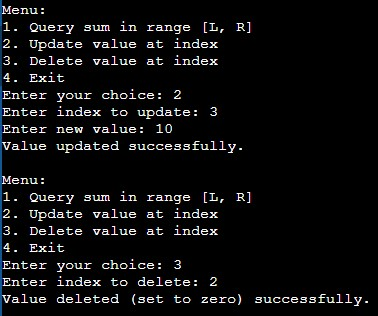 Menu:
1. Query sum in range [L, R]
2. Update value at index
3. Delete value at index
4. Exit
Enter your choice: 2
Enter index to update: 3
Enter new value: 10
Value updated successfully.

Menu:
1. Query sum in range [L, R]
2. Update value at index
3. Delete value at index
4. Exit
Enter your choice: 3
Enter index to delete: 2
Value deleted (set to zero) successfully.